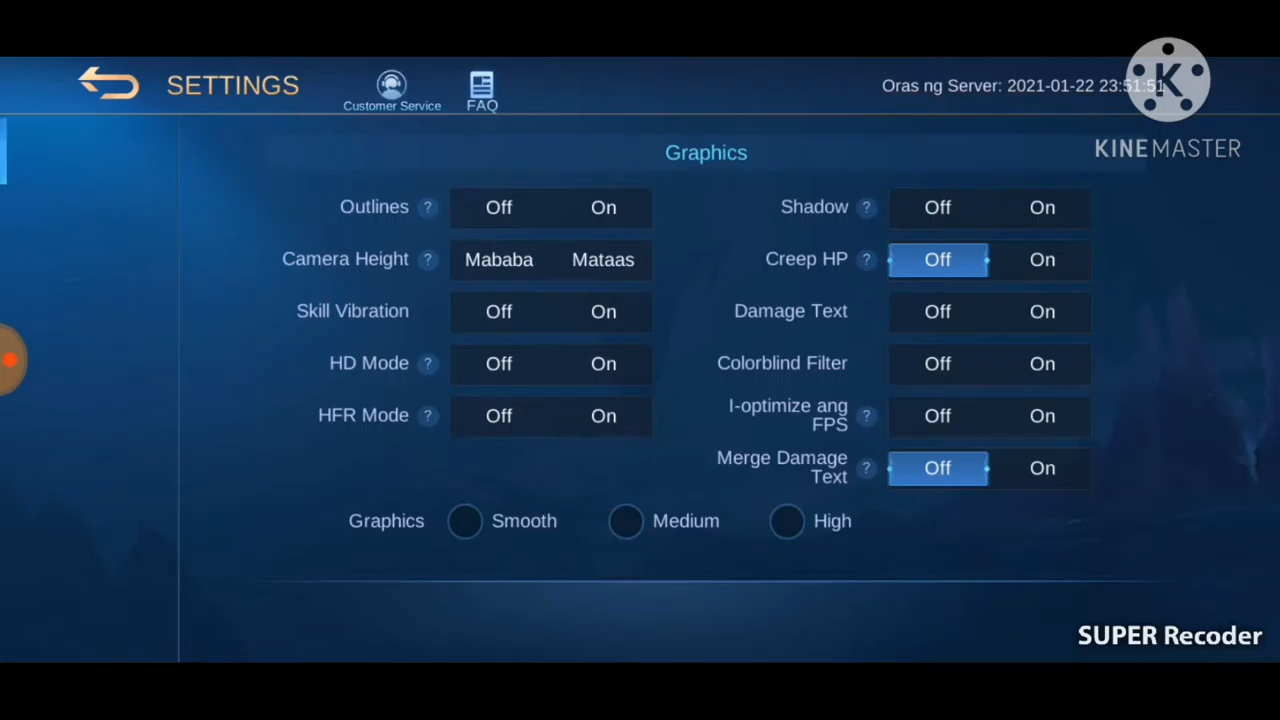 SETTINGS
Customer Service
FAQ
Oras ng Server: 2021-01-22 23:51:51
K
KINEMASTER
Graphics
Outlines ? Off On
Shadow ? Off On
Camera Height ? Mababa Mataas
Creep HP ? Off On
Skill Vibration Off On
Damage Text Off On
HD Mode ? Off On
Colorblind Filter Off On
HFR Mode ? Off On
I-optimize ang
FPS ? Off On
Merge Damage
Text ? Off On
Graphics Smooth Medium High
SUPER Recoder